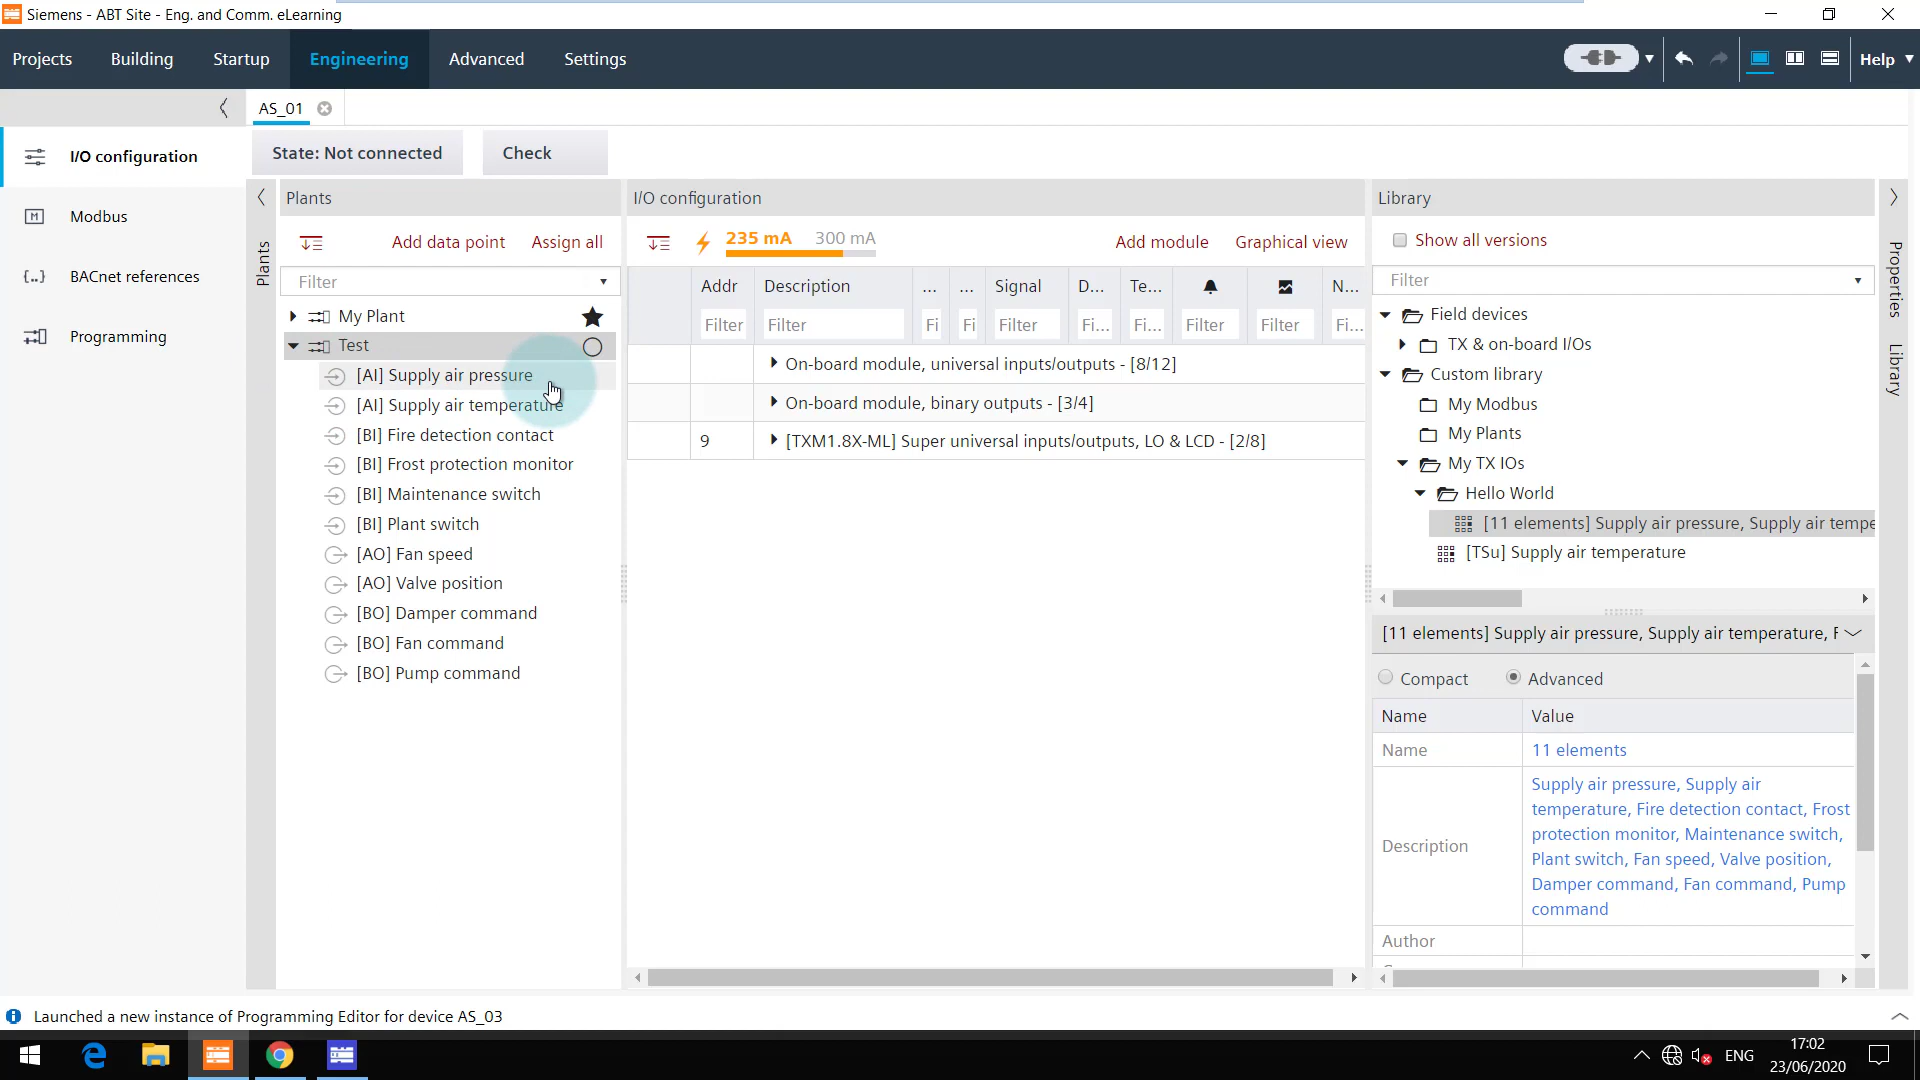 Siemens - ABT Site - Eng. and Comm. eLearning
Projects
Building
Startup
Engineering
Advanced
Settings
Help
AS_01
I/O configuration
Modbus
BACnet references
Programming
State: Not connected
Check
Plants
Plants
Add data point
Assign all
Filter
My Plant
Test
[AI] Supply air pressure
[AI] Supply air temperature
[BI] Fire detection contact
[BI] Frost protection monitor
[BI] Maintenance switch
[BI] Plant switch
[AO] Fan speed
[AO] Valve position
[BO] Damper command
[BO] Fan command
[BO] Pump command
I/O configuration
235 mA
300 mA
Add module
Graphical view
Addr
Description
...
...
Signal
D...
Te...
N...
Filter
Filter
Fi
Fi
Filter
Fi...
Fi...
Filter
Filter
Fi...
On-board module, universal inputs/outputs - [8/12]
On-board module, binary outputs - [3/4]
9
[TXM1.8X-ML] Super universal inputs/outputs, LO & LCD - [2/8]
Library
Show all versions
Filter
Field devices
TX & on-board I/Os
Custom library
My Modbus
My Plants
My TX IOs
Hello World
[11 elements] Supply air pressure, Supply air tempe
[TSu] Supply air temperature
[11 elements] Supply air pressure, Supply air temperature, F
Compact
Advanced
Name
Value
Name
11 elements
Description
Supply air pressure, Supply air
temperature, Fire detection contact, Frost
protection monitor, Maintenance switch,
Plant switch, Fan speed, Valve position,
Damper command, Fan command, Pump
command
Author
Properties
Library
Launched a new instance of Programming Editor for device AS_03
ENG
17:02
23/06/2020